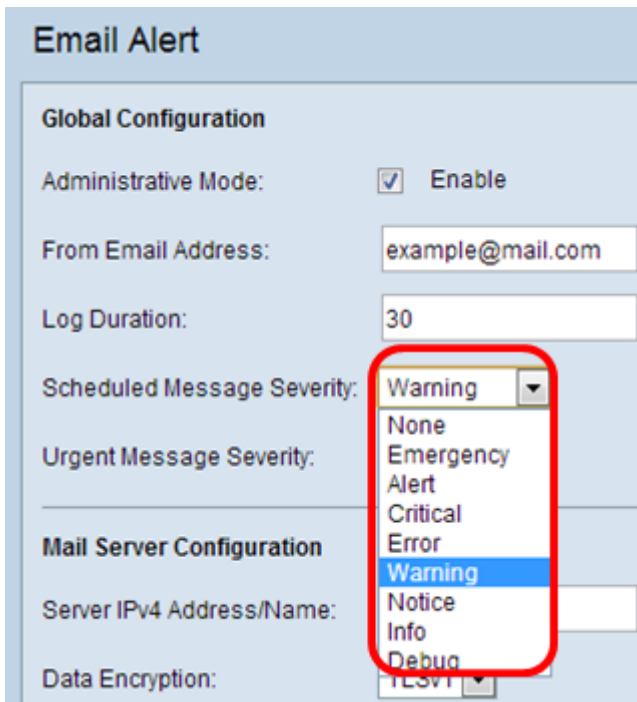 Email Alert
Global Configuration
Administrative Mode: Enable
From Email Address: example@mail.com
Log Duration: 30
Scheduled Message Severity: Warning
None
Emergency
Urgent Message Severity:
Alert
Critical
Error
Mail Server Configuration
Warning
Notice
Server IPv4 Address/Name:
Info
Debug
Data Encryption: TLSv1